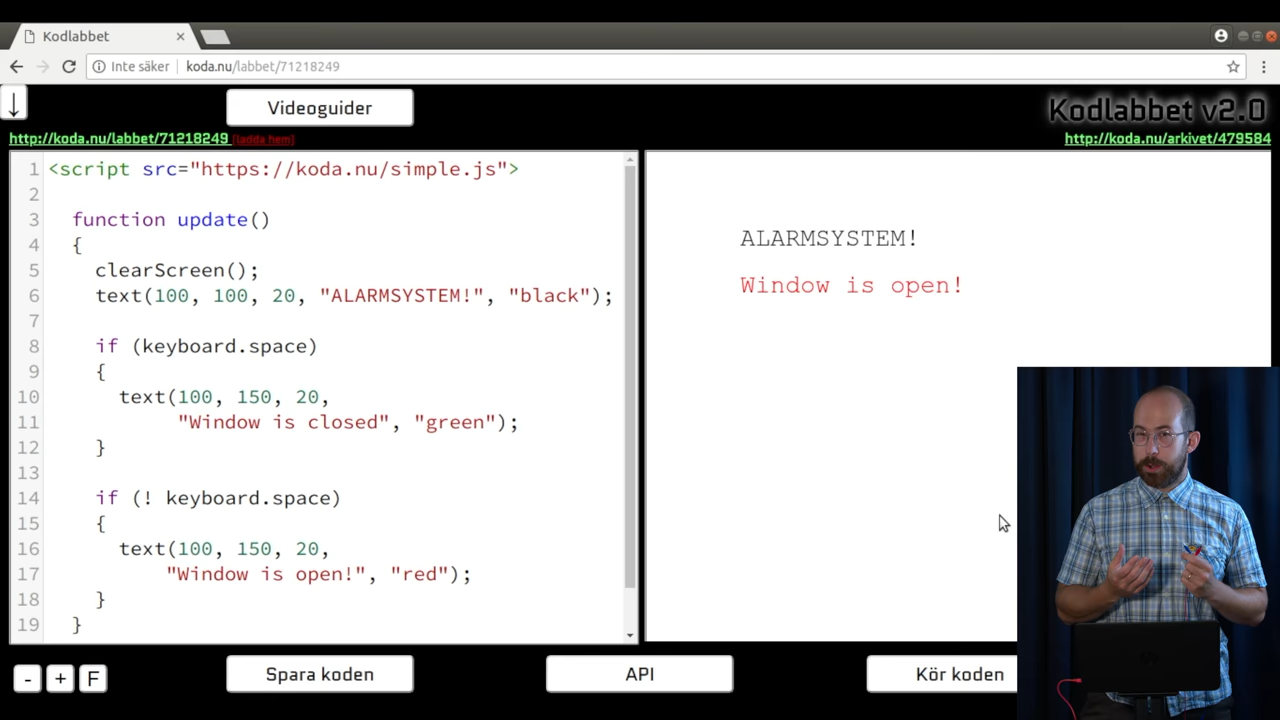 Kodlabbet
Inte säker
koda.nu/labbet/71218249
Videoguider
Kodlabbet v2.0
http://koda.nu/labbet/71218249 (ladda hem)
http://koda.nu/arkivet/479584
1 <script src="https://koda.nu/simple.js">
2
3 function update()
4 {
5 clearScreen();
6 text(100, 100, 20, "ALARMSYSTEM!", "black");
7
8 if (keyboard.space)
9 {
10 text(100, 150, 20,
11 "Window is closed", "green");
12 }
13
14 if (! keyboard.space)
15 {
16 text(100, 150, 20,
17 "Window is open!", "red");
18 }
19 }
ALARMSYSTEM!
Window is open!
- + F
Spara koden
API
Kör koden